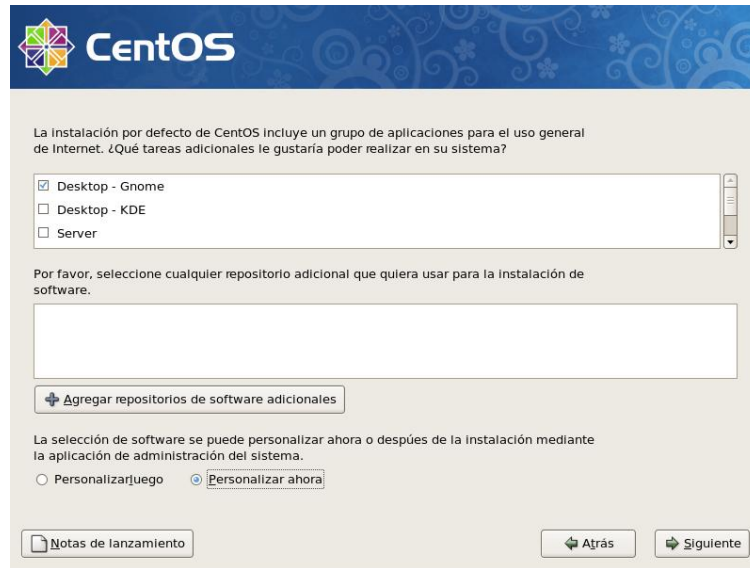 CentOS
La instalación por defecto de CentOS incluye un grupo de aplicaciones para el uso general
de Internet. ¿Qué tareas adicionales le gustaría poder realizar en su sistema?
Desktop - Gnome
Desktop - KDE
Server
Por favor, seleccione cualquier repositorio adicional que quiera usar para la instalación de
software.
Agregar repositorios de software adicionales
La selección de software se puede personalizar ahora o despúes de la instalación mediante
la aplicación de administración del sistema.
Personalizarluego Personalizar ahora
Notas de lanzamiento Atrás Siguiente